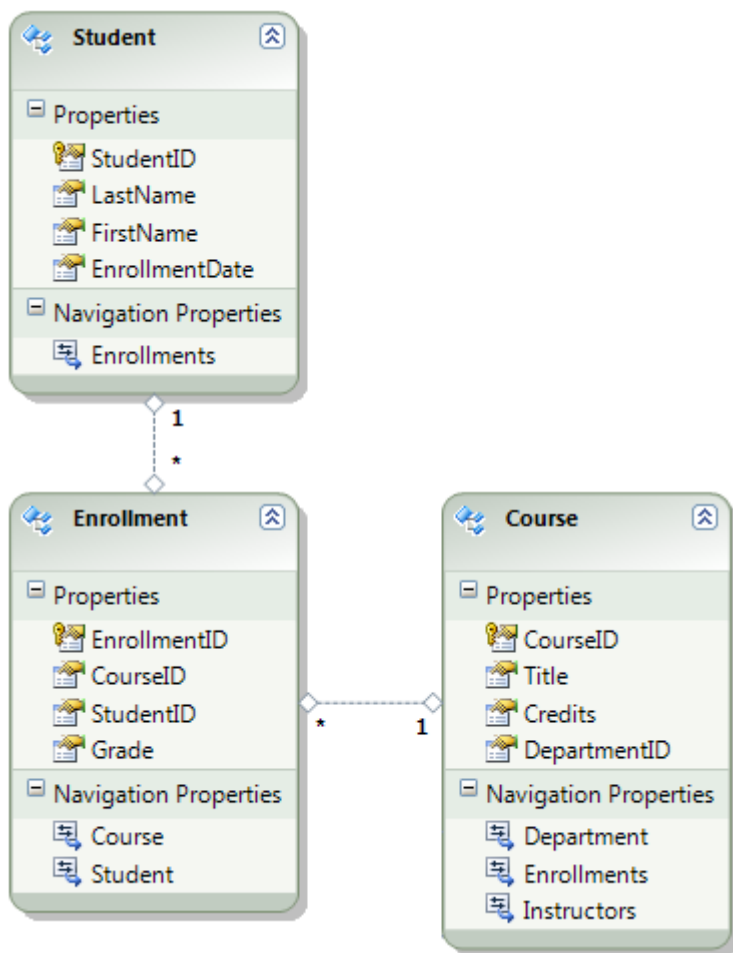 Student
Properties
StudentID
LastName
FirstName
EnrollmentDate
Navigation Properties
Enrollments
1
*
Enrollment
Properties
EnrollmentID
CourseID
StudentID
Grade
Navigation Properties
Course
Student
*
1
Course
Properties
CourseID
Title
Credits
DepartmentID
Navigation Properties
Department
Enrollments
Instructors